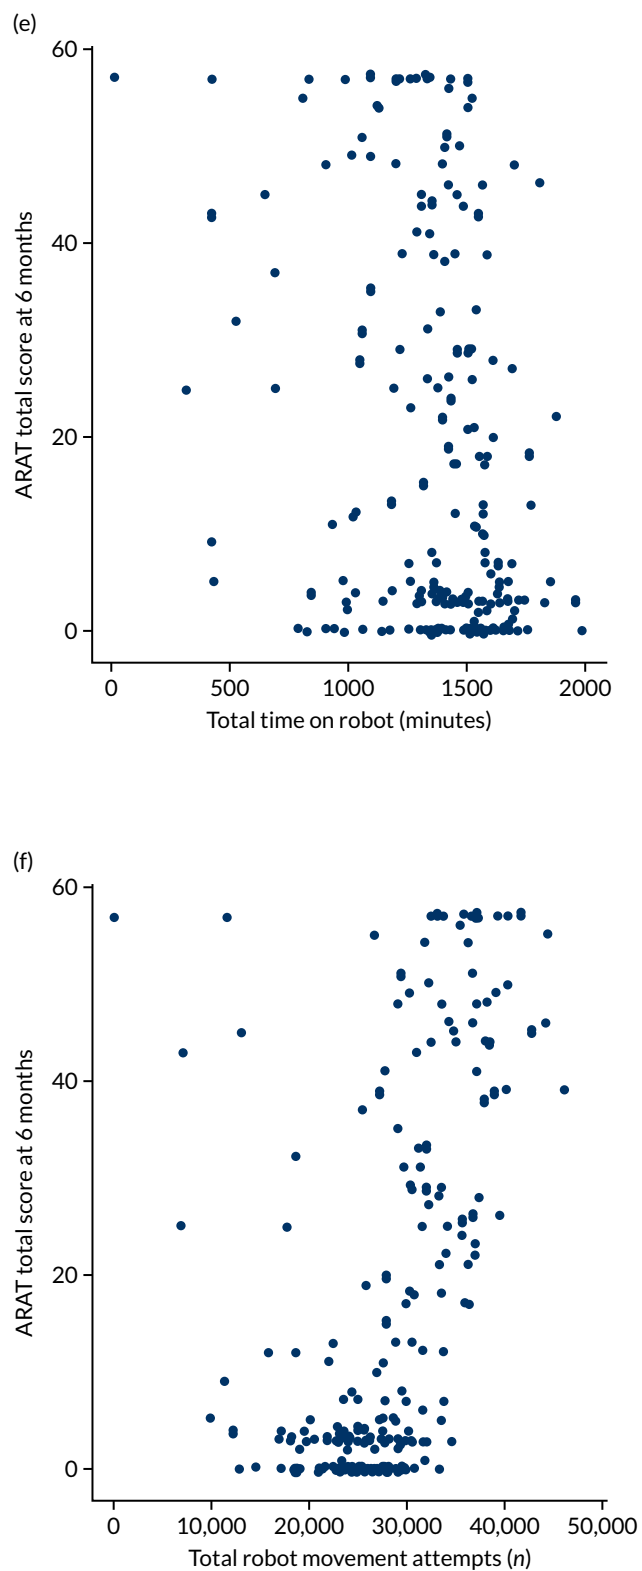 (e)
60
40
20
0
ARAT total score at 6 months
0 500 1000 1500 2000
Total time on robot (minutes)
(f)
60
40
20
0
ARAT total score at 6 months
0 10,000 20,000 30,000 40,000 50,000
Total robot movement attempts (n)